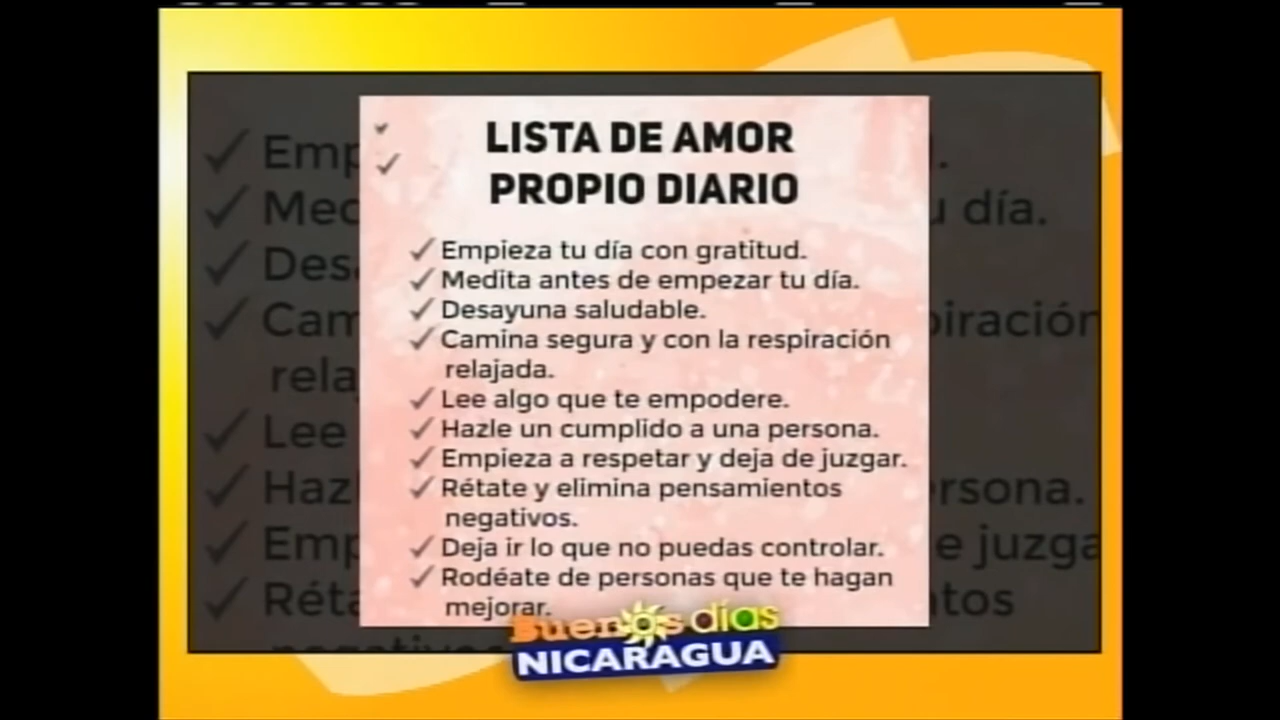 LISTA DE AMOR
PROPIO DIARIO
Empieza tu día con gratitud.
Medita antes de empezar tu día.
Desayuna saludable.
Camina segura y con la respiración
relajada.
Lee algo que te empodere.
Hazle un cumplido a una persona.
Empieza a respetar y deja de juzgar.
Rétate y elimina pensamientos
negativos.
Deja ir lo que no puedas controlar.
Rodéate de personas que te hagan
mejorar.
Buenos días
NICARAGUA